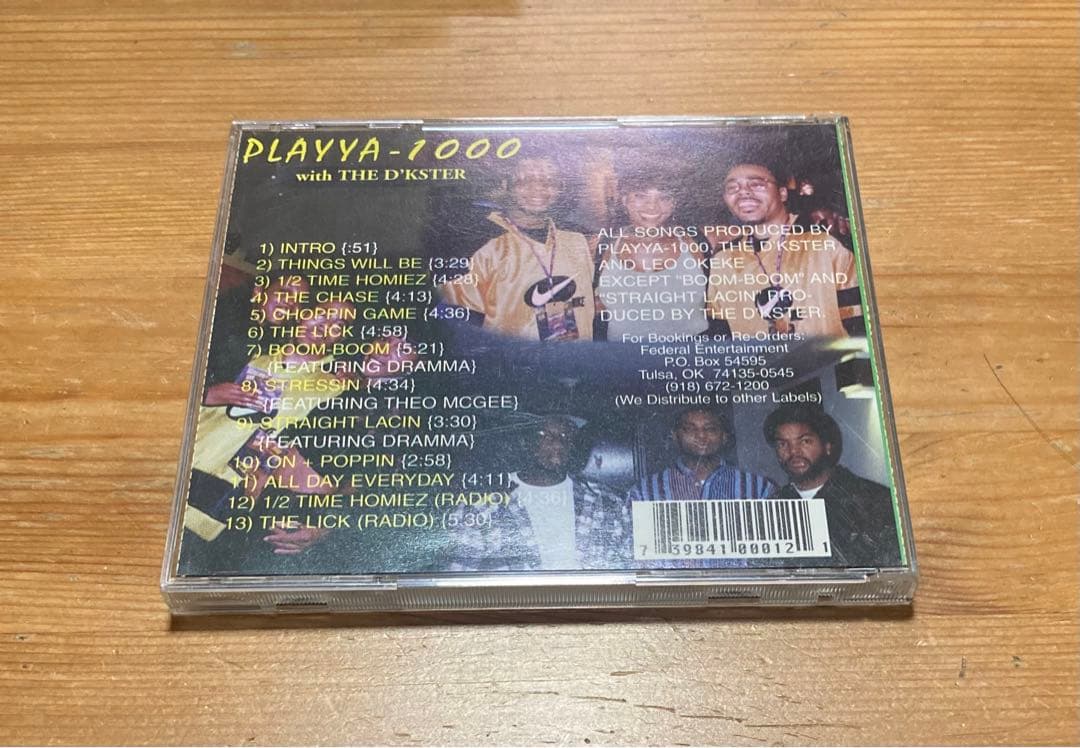 PLAYYA-1000
with THE D'KSTER
1) INTRO {:51}
2) THINGS WILL BE {3:29}
3) 1/2 TIME HOMIEZ {4:28}
4) THE CHASE {4:13}
5) CHOPPIN GAME {4:36}
6) THE LICK {4:58}
7) BOOM-BOOM {5:21}
{FEATURING DRAMMA}
8) STRESSIN {4:34}
{FEATURING THEO MCGEE}
9) STRAIGHT LACIN {3:30}
{FEATURING DRAMMA}
10) ON + POPPIN {2:58}
11) ALL DAY EVERYDAY {4:11}
12) 1/2 TIME HOMIEZ (RADIO) {4:36}
13) THE LICK (RADIO) {5:30}
ALL SONGS PRODUCED BY
PLAYYA-1000, THE D'KSTER
AND LEO OKEKE
EXCEPT "BOOM-BOOM" AND
"STRAIGHT LACIN" PRO-
DUCED BY THE D'KSTER.
For Bookings or Re-Orders:
Federal Entertainment
P.O. Box 54595
Tulsa, OK 74135-0545
(918) 672-1200
(We Distribute to other Labels)
7 39841 00012 1